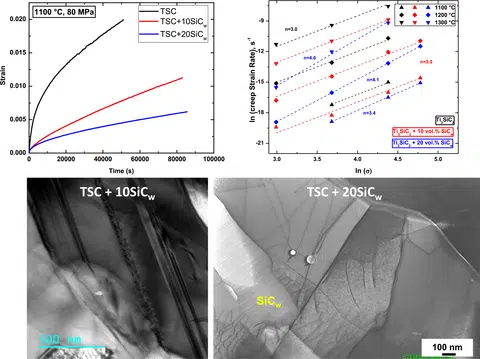 1100 °C, 80 MPa
TSC
TSC+10SiCw
TSC+20SiCw
0.020
0.015
0.010
0.005
0.000
Strain
0 20000 40000 60000 80000 100000
Time (s)
ln (creep Strain Rate), s⁻¹
-9
-12
-15
-18
-21
n=3.0
n=4.6
n=3.0
n=4.1
n=3.4
1100 °C
1200 °C
1300 °C
Ti3SiC2
Ti3SiC2 + 10 vol.% SiCw
Ti3SiC2 + 20 vol.% SiCw
3.0 3.5 4.0 4.5 5.0
ln (σ)
TSC + 10SiCw
TSC + 20SiCw
SiCw
nm
100 nm